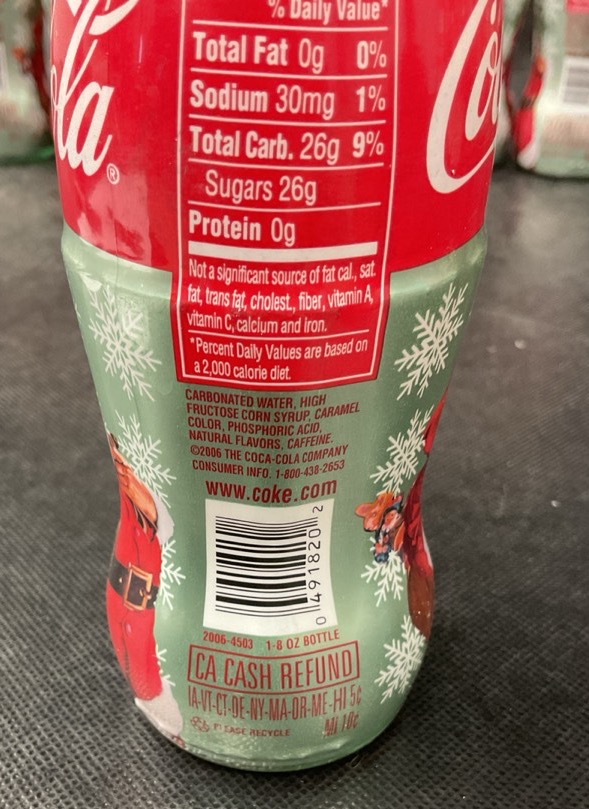 % Daily Value*
Total Fat 0g 0%
Sodium 30mg 1%
Total Carb. 26g 9%
Sugars 26g
Protein 0g
Not a significant source of fat cal., sat.
fat, trans fat, cholest., fiber, vitamin A,
vitamin C, calcium and iron.
*Percent Daily Values are based on
a 2,000 calorie diet.
la®
CARBONATED WATER, HIGH
FRUCTOSE CORN SYRUP, CARAMEL
COLOR, PHOSPHORIC ACID,
NATURAL FLAVORS, CAFFEINE.
©2006 THE COCA-COLA COMPANY
CONSUMER INFO. 1-800-438-2653
www.coke.com
0 491820 2
2006-4503 1-8 OZ BOTTLE
CA CASH REFUND
IA-VT-CT-DE-NY-MA-OR-ME-HI 5¢
MI 10¢
PLEASE RECYCLE